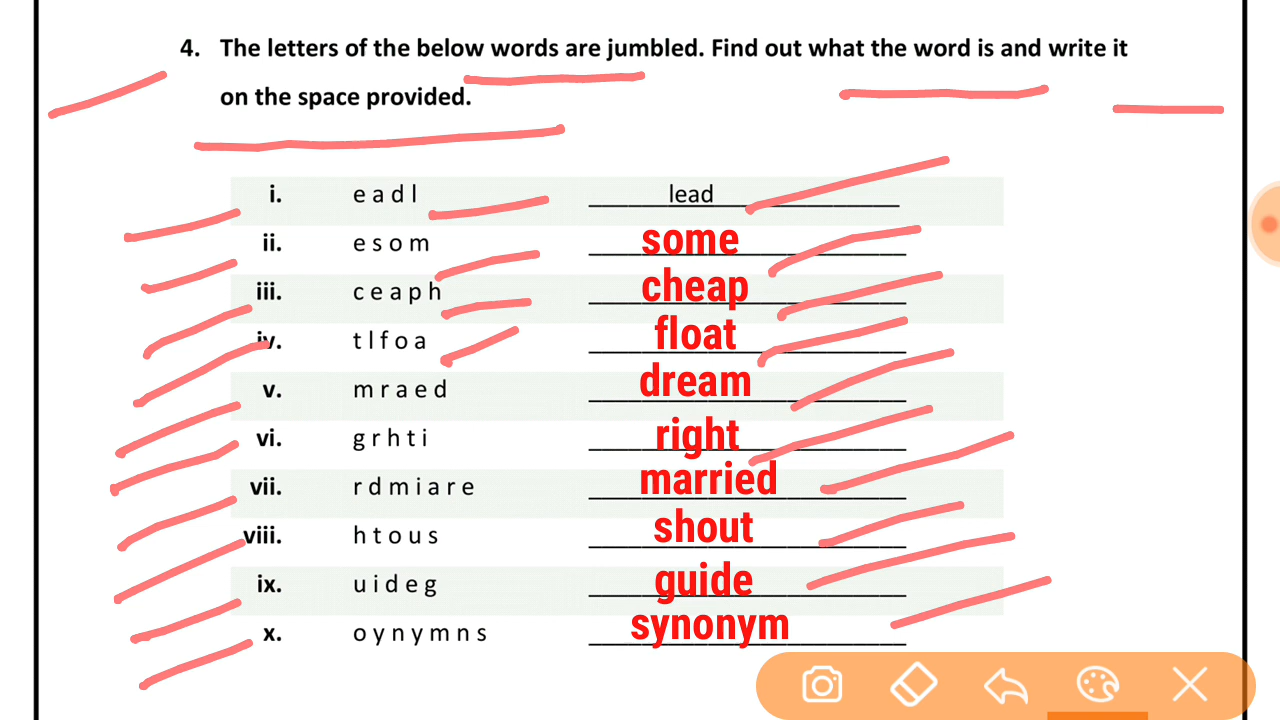 4. The letters of the below words are jumbled. Find out what the word is and write it
on the space provided.
i. e a d l lead
ii. e s o m some
iii. c e a p h cheap
iv. t l f o a float
v. m r a e d dream
vi. g r h t i right
vii. r d m i a r e married
viii. h t o u s shout
ix. u i d e g guide
x. o y n y m n s synonym